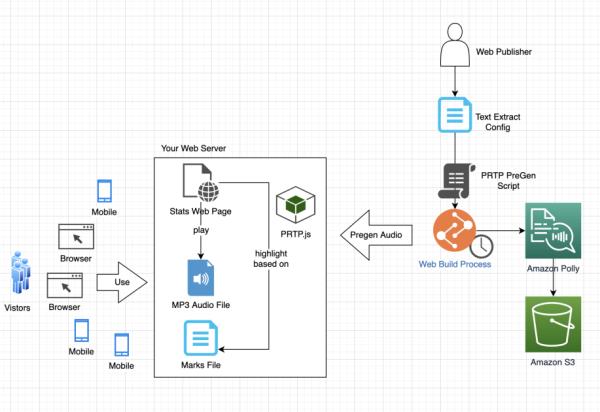 Web Publisher
Text Extract
Config
Your Web Server
PRTP PreGen
Script
Stats Web Page
PRTP.js
Mobile
play
Pregen Audio
highlight
based on
Browser
Web Build Process
Amazon Polly
Use
Vistors
Browser
MP3 Audio File
Mobile
Mobile
Marks File
Amazon S3